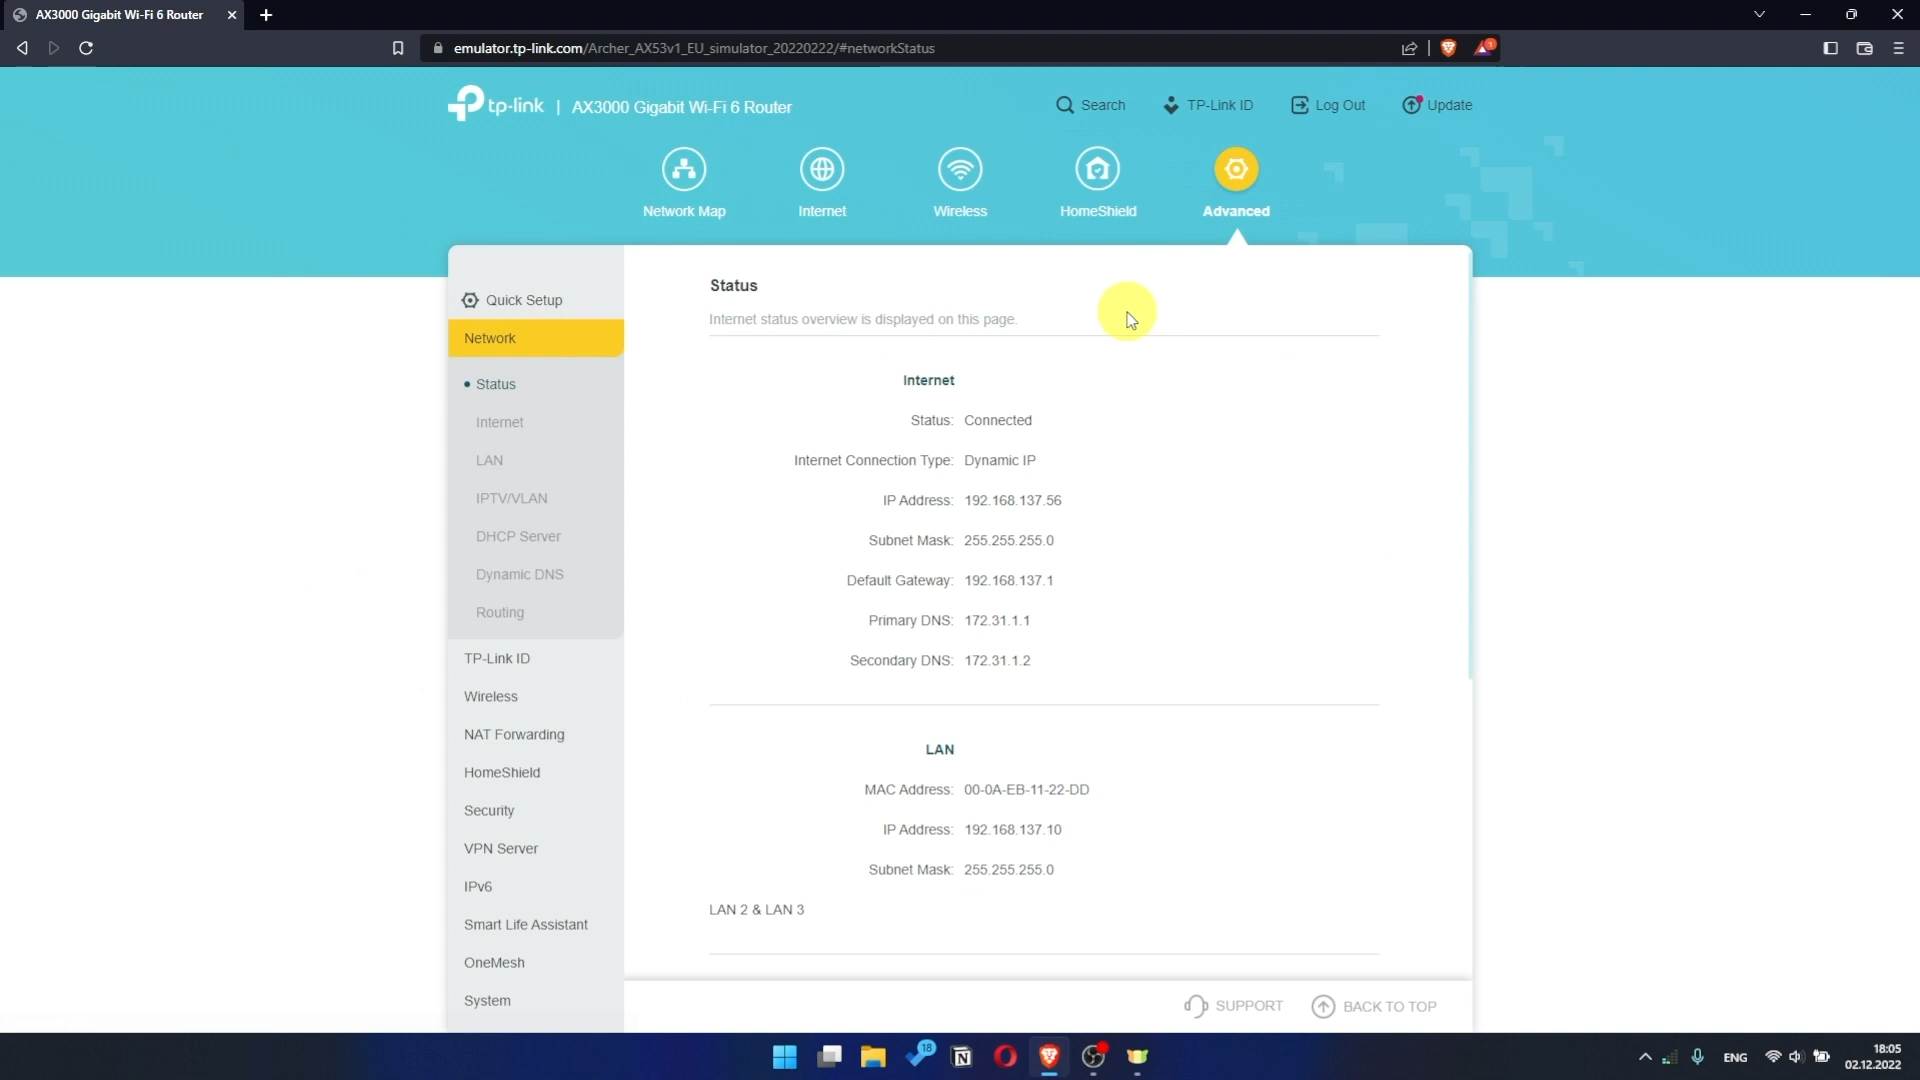 AX3000 Gigabit Wi-Fi 6 Router
emulator.tp-link.com/Archer_AX53v1_EU_simulator_20220222/#networkStatus
1
tp-link | AX3000 Gigabit Wi-Fi 6 Router
Search
TP-Link ID
Log Out
Update
Network Map
Internet
Wireless
HomeShield
Advanced
Quick Setup
Network
Status
Internet
LAN
IPTV/VLAN
DHCP Server
Dynamic DNS
Routing
TP-Link ID
Wireless
NAT Forwarding
HomeShield
Security
VPN Server
IPv6
Smart Life Assistant
OneMesh
System
Status
Internet status overview is displayed on this page.
Internet
Status: Connected
Internet Connection Type: Dynamic IP
IP Address: 192.168.137.56
Subnet Mask: 255.255.255.0
Default Gateway: 192.168.137.1
Primary DNS: 172.31.1.1
Secondary DNS: 172.31.1.2
LAN
MAC Address: 00-0A-EB-11-22-DD
IP Address: 192.168.137.10
Subnet Mask: 255.255.255.0
LAN 2 & LAN 3
SUPPORT
BACK TO TOP
18
N
ENG
18:05
02.12.2022